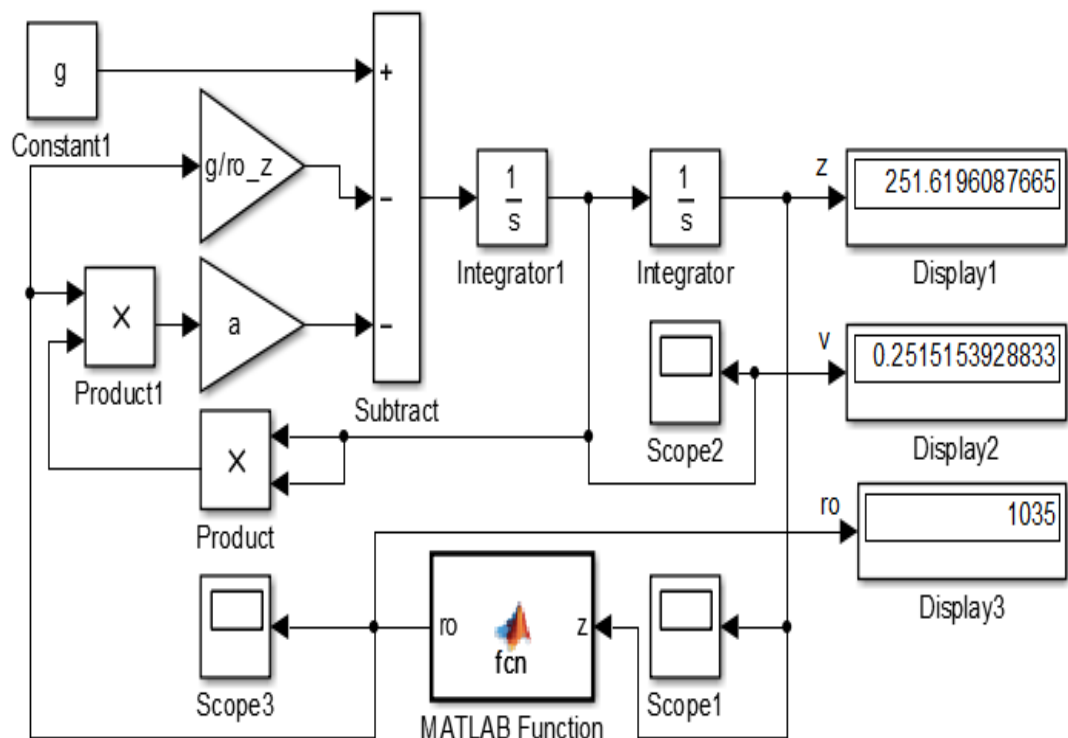 g
Constant1
+
g/ro_z
−
a
−
×
Product1
Subtract
×
Product
1
s
Integrator1
1
s
Integrator
z
251.6196087665
Display1
v
0.2515153928833
Display2
ro
1035
Display3
Scope2
Scope3
ro
z
fcn
MATLAB Function
Scope1